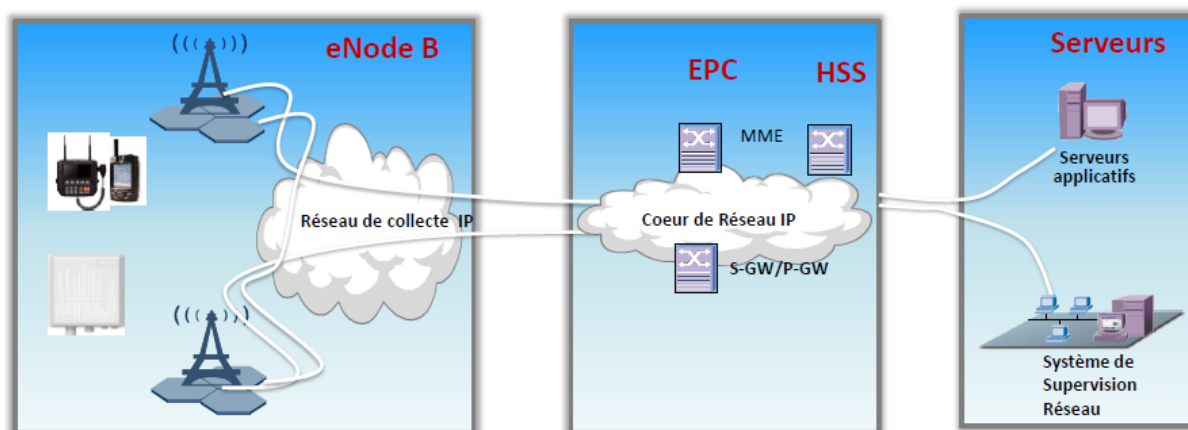 eNode B
Réseau de collecte IP
EPC
HSS
MME
Coeur de Réseau IP
S-GW/P-GW
Serveurs
Serveurs
applicatifs
Système de
Supervision
Réseau